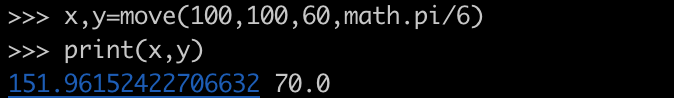 >>> x,y=move(100,100,60,math.pi/6)
>>> print(x,y)
151.96152422706632 70.0